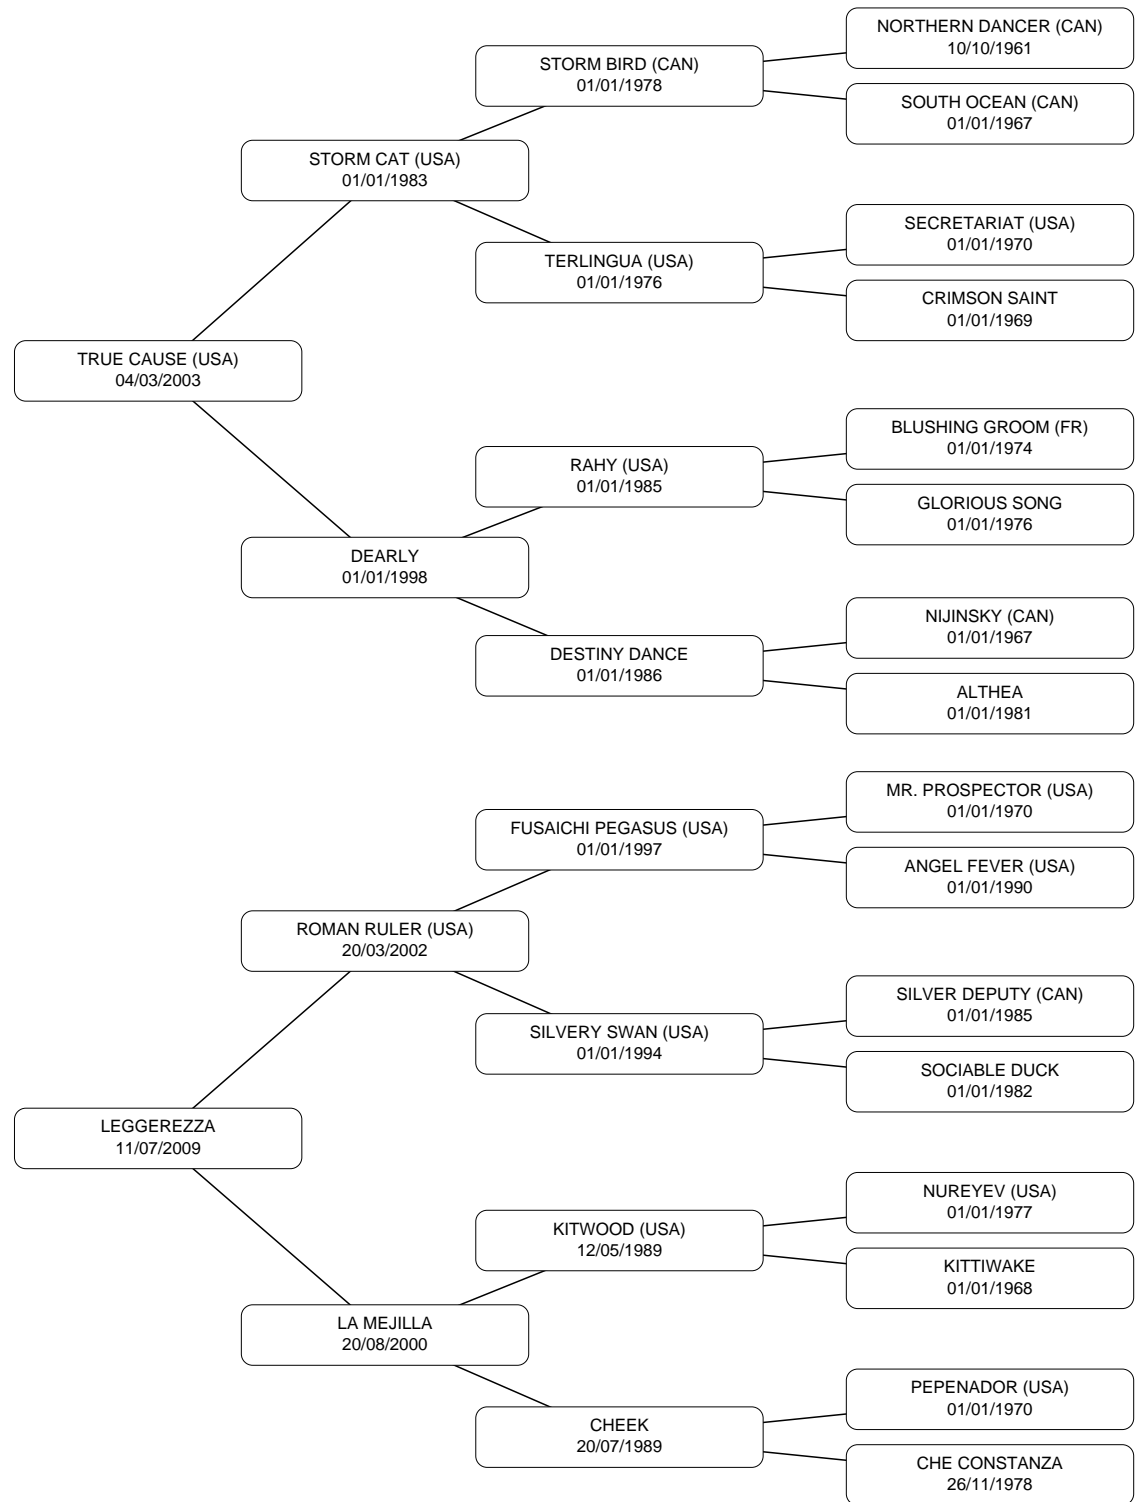 NORTHERN DANCER (CAN)
10/10/1961
STORM BIRD (CAN)
01/01/1978
SOUTH OCEAN (CAN)
01/01/1967
STORM CAT (USA)
01/01/1983
SECRETARIAT (USA)
01/01/1970
TERLINGUA (USA)
01/01/1976
CRIMSON SAINT
01/01/1969
TRUE CAUSE (USA)
04/03/2003
BLUSHING GROOM (FR)
01/01/1974
RAHY (USA)
01/01/1985
GLORIOUS SONG
01/01/1976
DEARLY
01/01/1998
NIJINSKY (CAN)
01/01/1967
DESTINY DANCE
01/01/1986
ALTHEA
01/01/1981
MR. PROSPECTOR (USA)
01/01/1970
FUSAICHI PEGASUS (USA)
01/01/1997
ANGEL FEVER (USA)
01/01/1990
ROMAN RULER (USA)
20/03/2002
SILVER DEPUTY (CAN)
01/01/1985
SILVERY SWAN (USA)
01/01/1994
SOCIABLE DUCK
01/01/1982
LEGGEREZZA
11/07/2009
NUREYEV (USA)
01/01/1977
KITWOOD (USA)
12/05/1989
KITTIWAKE
01/01/1968
LA MEJILLA
20/08/2000
PEPENADOR (USA)
01/01/1970
CHEEK
20/07/1989
CHE CONSTANZA
26/11/1978